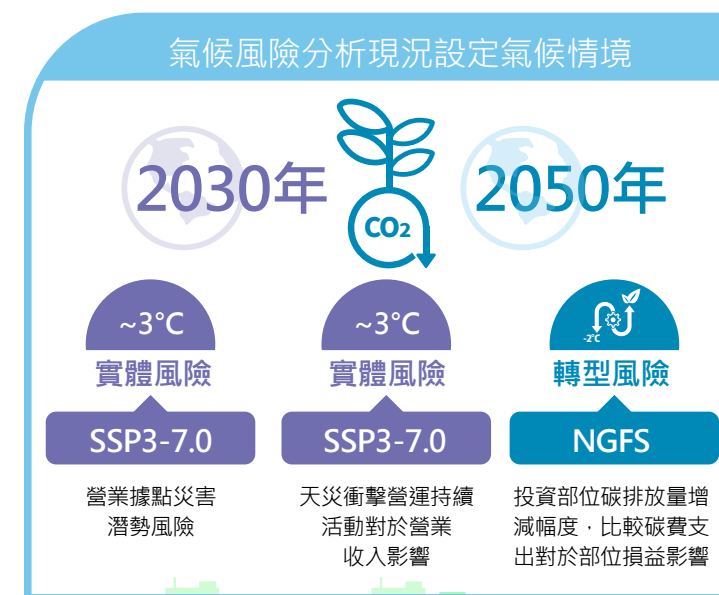 氣候風險分析現況設定氣候情境
2030年
2050年
CO2
~3°C
實體風險
SSP3-7.0
營業據點災害
潛勢風險
~3°C
實體風險
SSP3-7.0
天災衝擊營運持續
活動對於營業
收入影響
-2°C
轉型風險
NGFS
投資部位碳排放量增
減幅度，比較碳費支
出對於部位損益影響